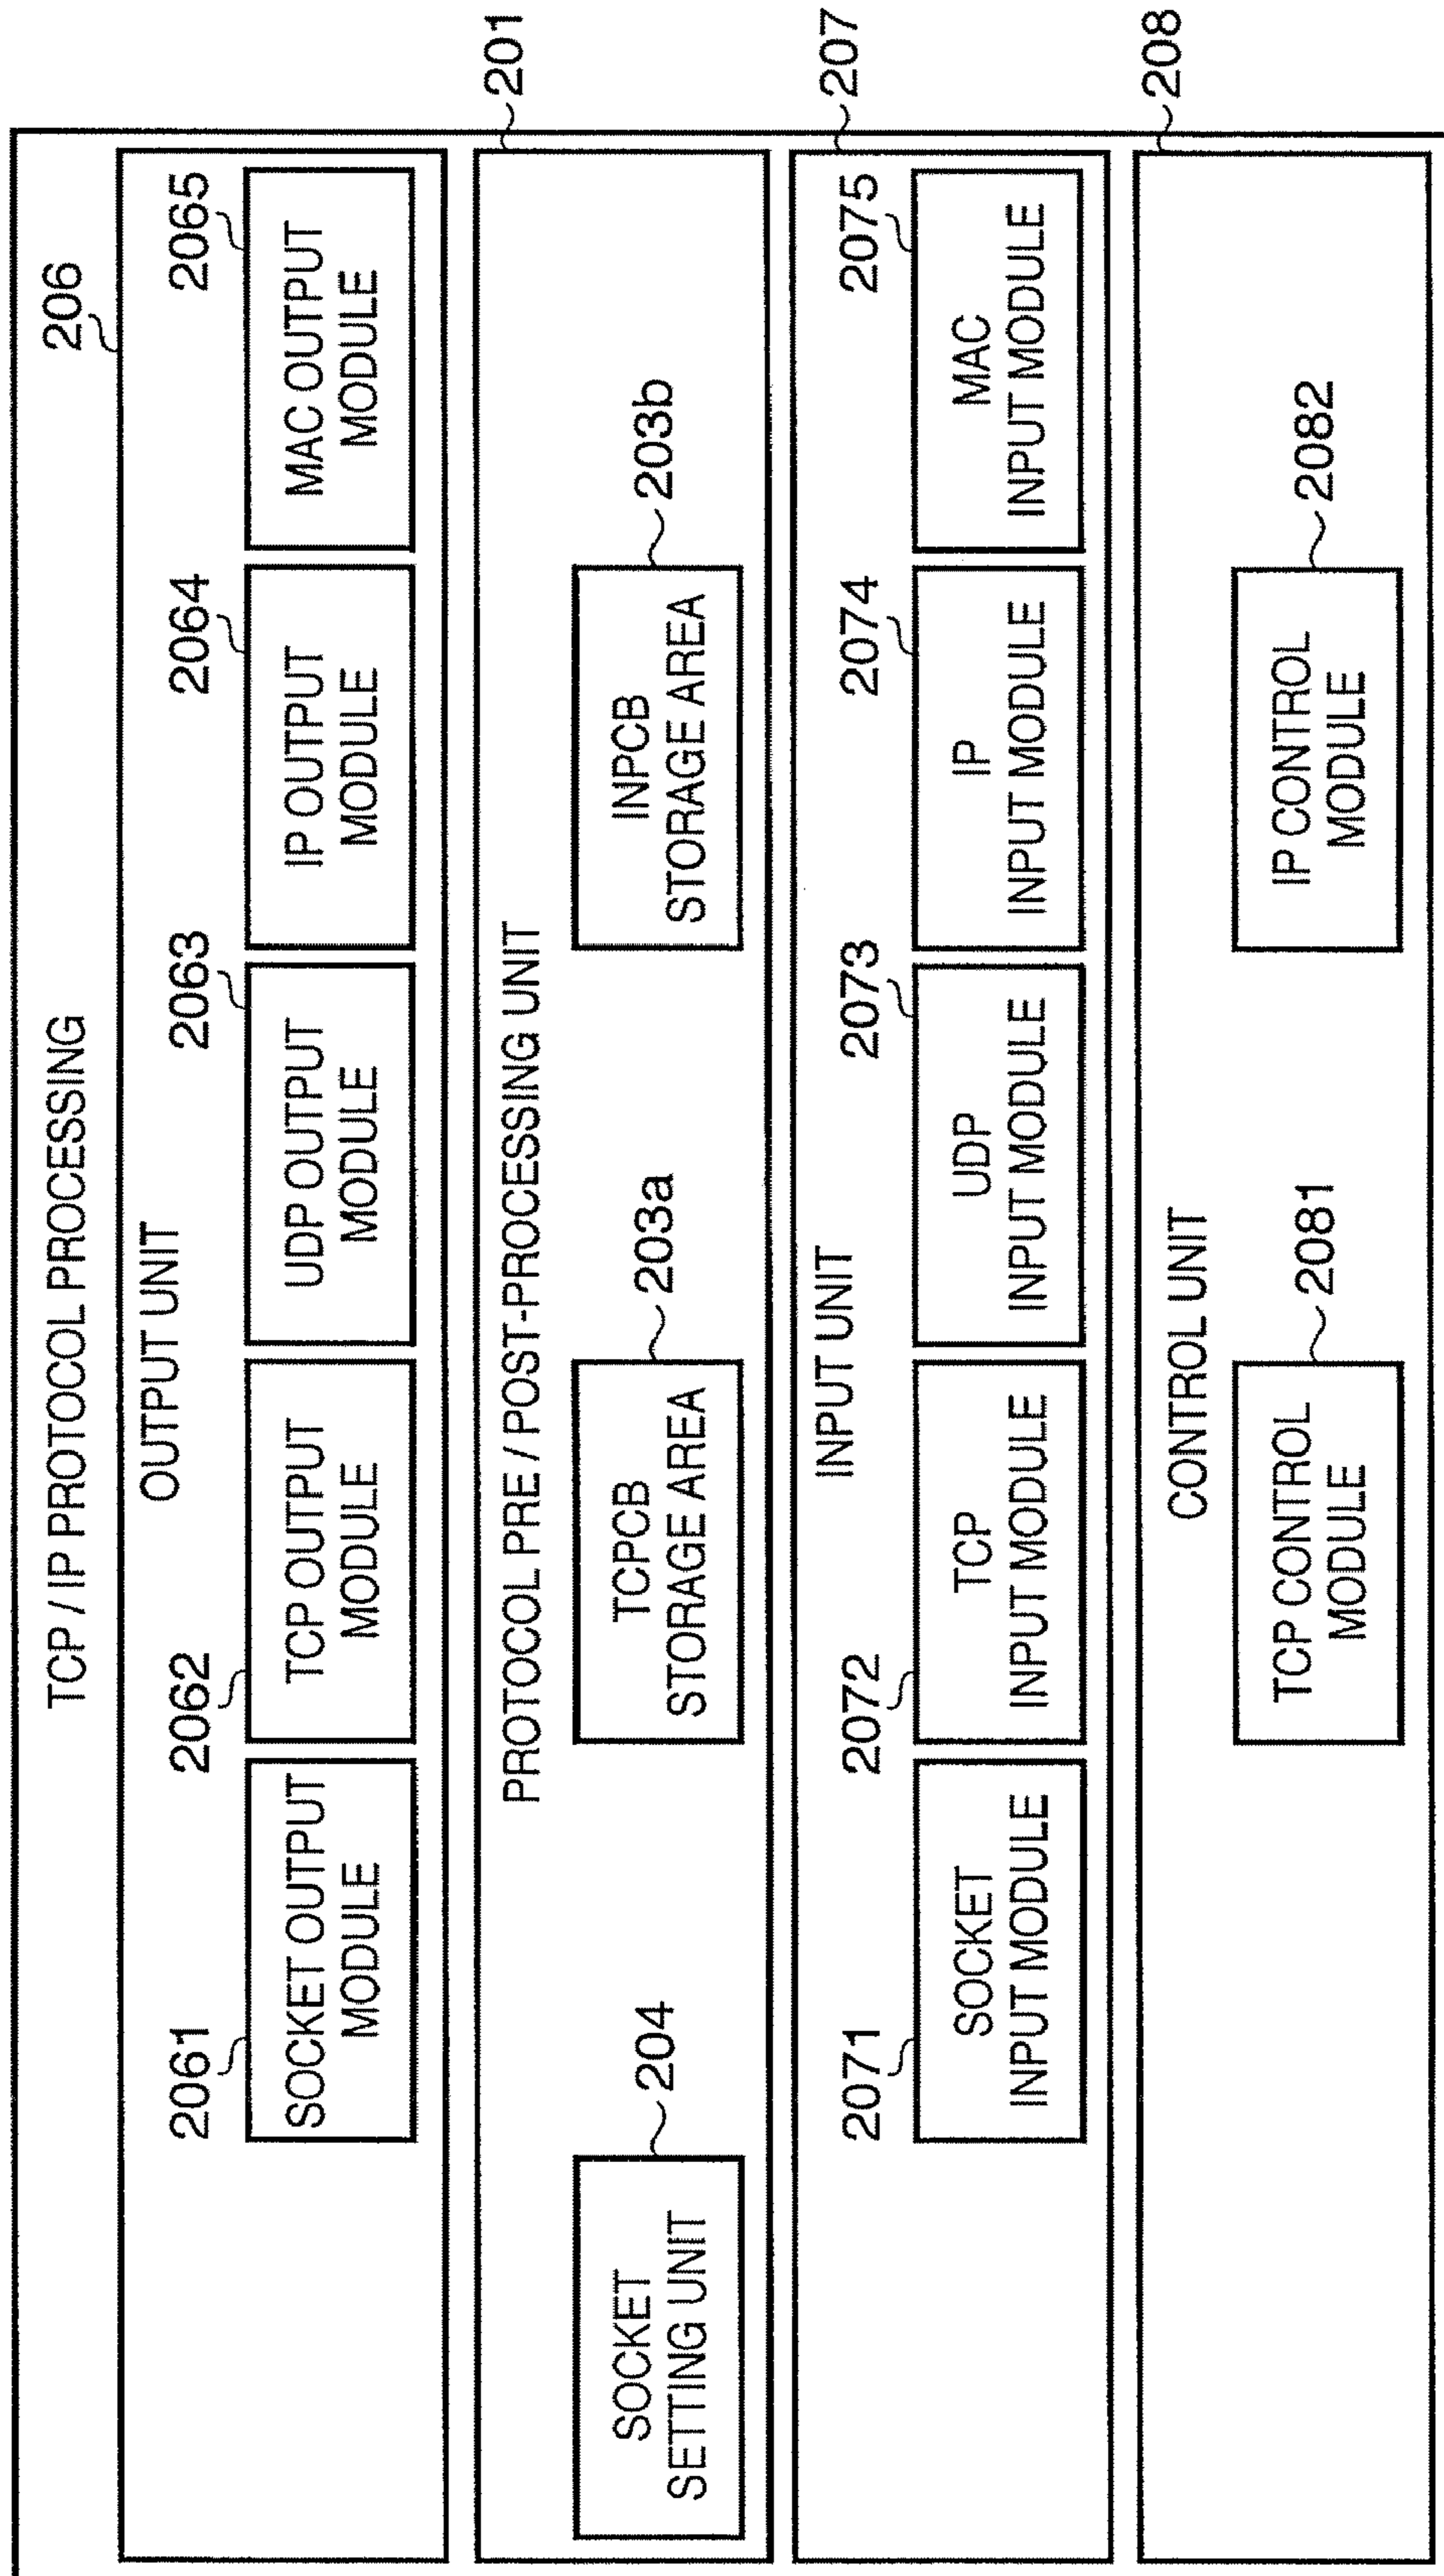 TCP / IP PROTOCOL PROCESSING
206
OUTPUT UNIT
2061
2062
2063
2064
2065
SOCKET OUTPUT
MODULE
TCP OUTPUT
MODULE
UDP OUTPUT
MODULE
IP OUTPUT
MODULE
MAC OUTPUT
MODULE
201
PROTOCOL PRE / POST-PROCESSING UNIT
204
203a
203b
SOCKET
SETTING UNIT
TCPCB
STORAGE AREA
INPCB
STORAGE AREA
207
INPUT UNIT
2071
2072
2073
2074
2075
SOCKET
INPUT MODULE
TCP
INPUT MODULE
UDP
INPUT MODULE
IP
INPUT MODULE
MAC
INPUT MODULE
208
CONTROL UNIT
2081
2082
TCP CONTROL
MODULE
IP CONTROL
MODULE